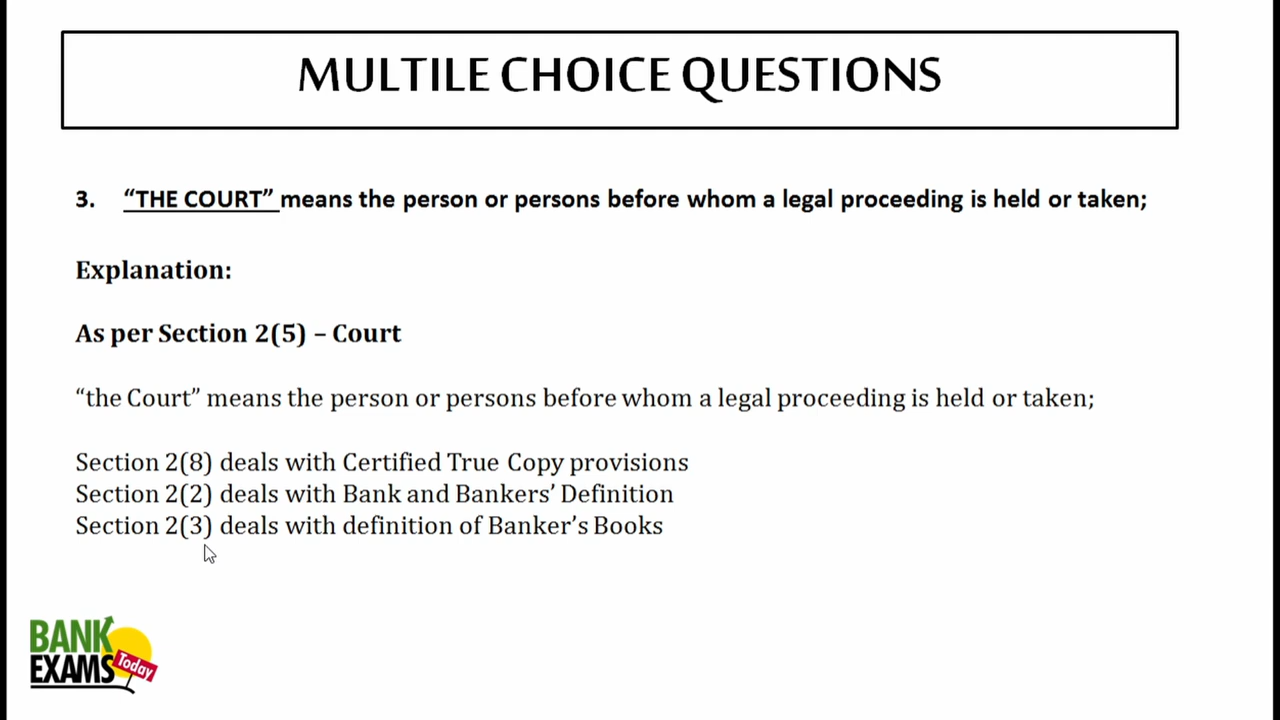 MULTILE CHOICE QUESTIONS
3. “THE COURT” means the person or persons before whom a legal proceeding is held or taken;
Explanation:
As per Section 2(5) – Court
“the Court” means the person or persons before whom a legal proceeding is held or taken;
Section 2(8) deals with Certified True Copy provisions
Section 2(2) deals with Bank and Bankers’ Definition
Section 2(3) deals with definition of Banker’s Books
BANK
EXAMS Today